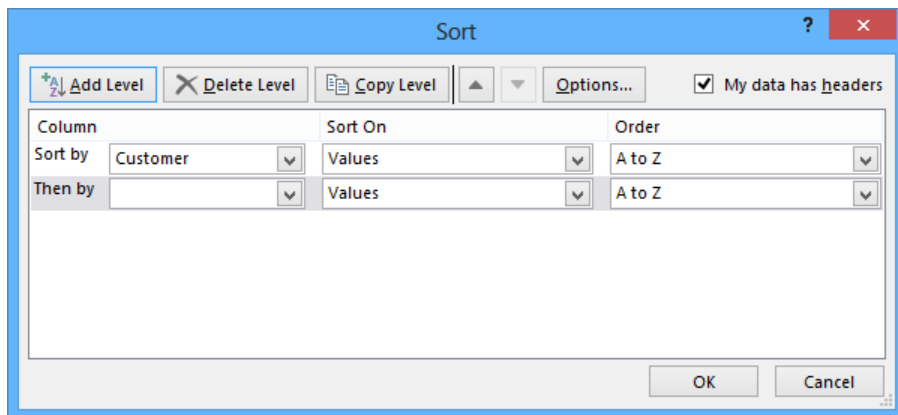 Sort ?
Add Level Delete Level Copy Level Options... My data has headers
Column Sort On Order
Sort by Customer Values A to Z
Then by Values A to Z
OK Cancel